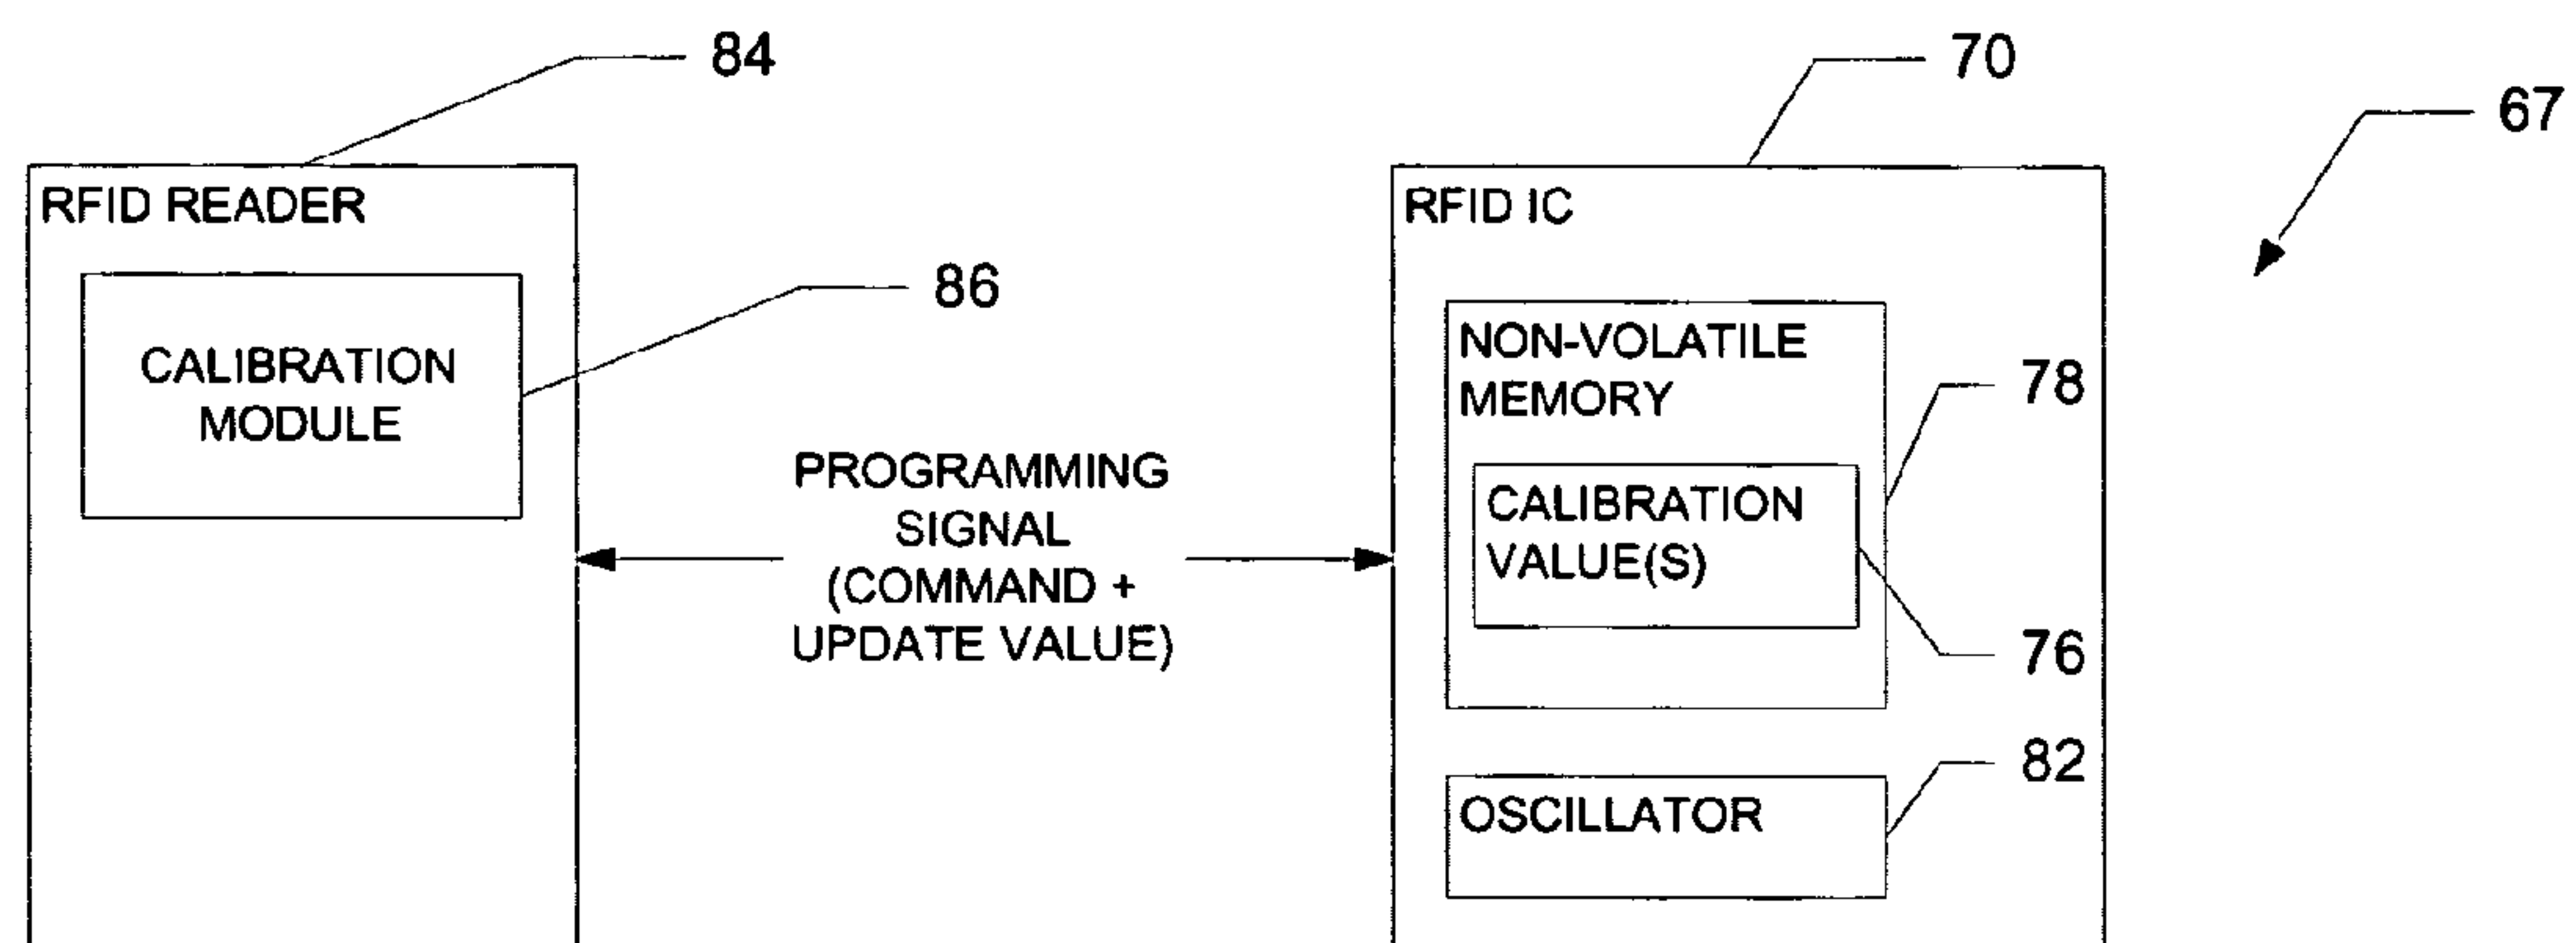 84
70
67
RFID READER
RFID IC
86
CALIBRATION
MODULE
NON-VOLATILE
MEMORY
78
PROGRAMMING
SIGNAL
(COMMAND +
UPDATE VALUE)
CALIBRATION
VALUE(S)
76
82
OSCILLATOR